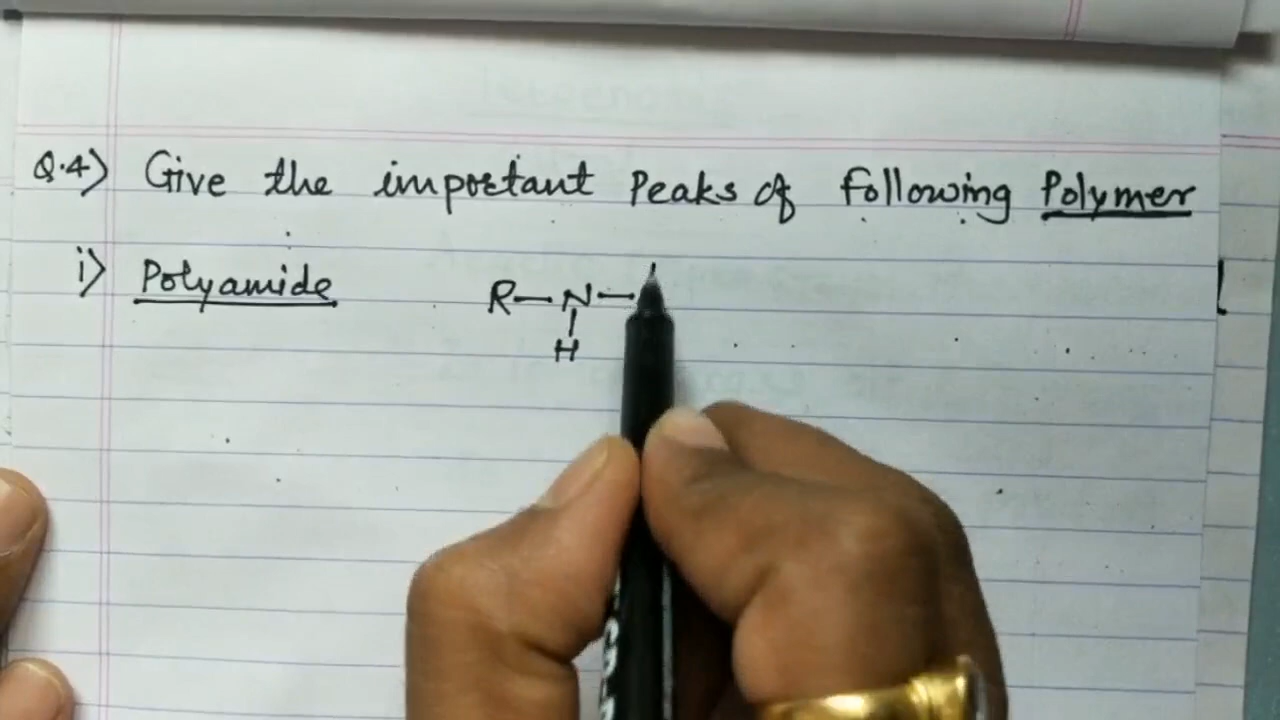 Q.4) Give the important Peaks of following Polymer
i) Polyamide R-N-
H